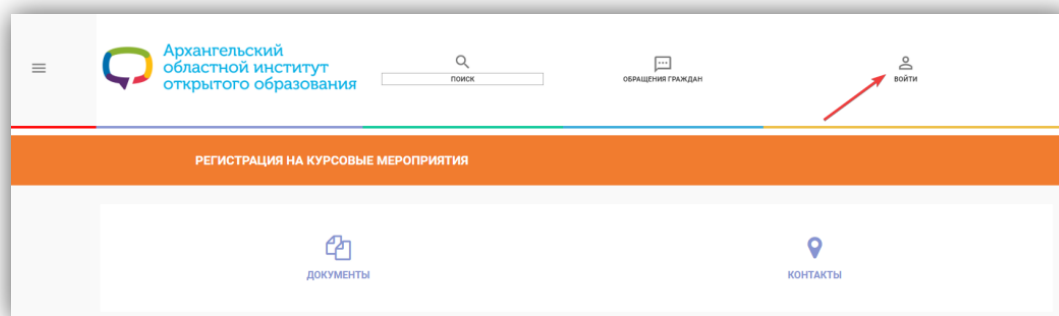 Архангельский
областной институт
открытого образования
ПОИСК
ОБРАЩЕНИЯ ГРАЖДАН
ВОЙТИ
РЕГИСТРАЦИЯ НА КУРСОВЫЕ МЕРОПРИЯТИЯ
ДОКУМЕНТЫ
КОНТАКТЫ